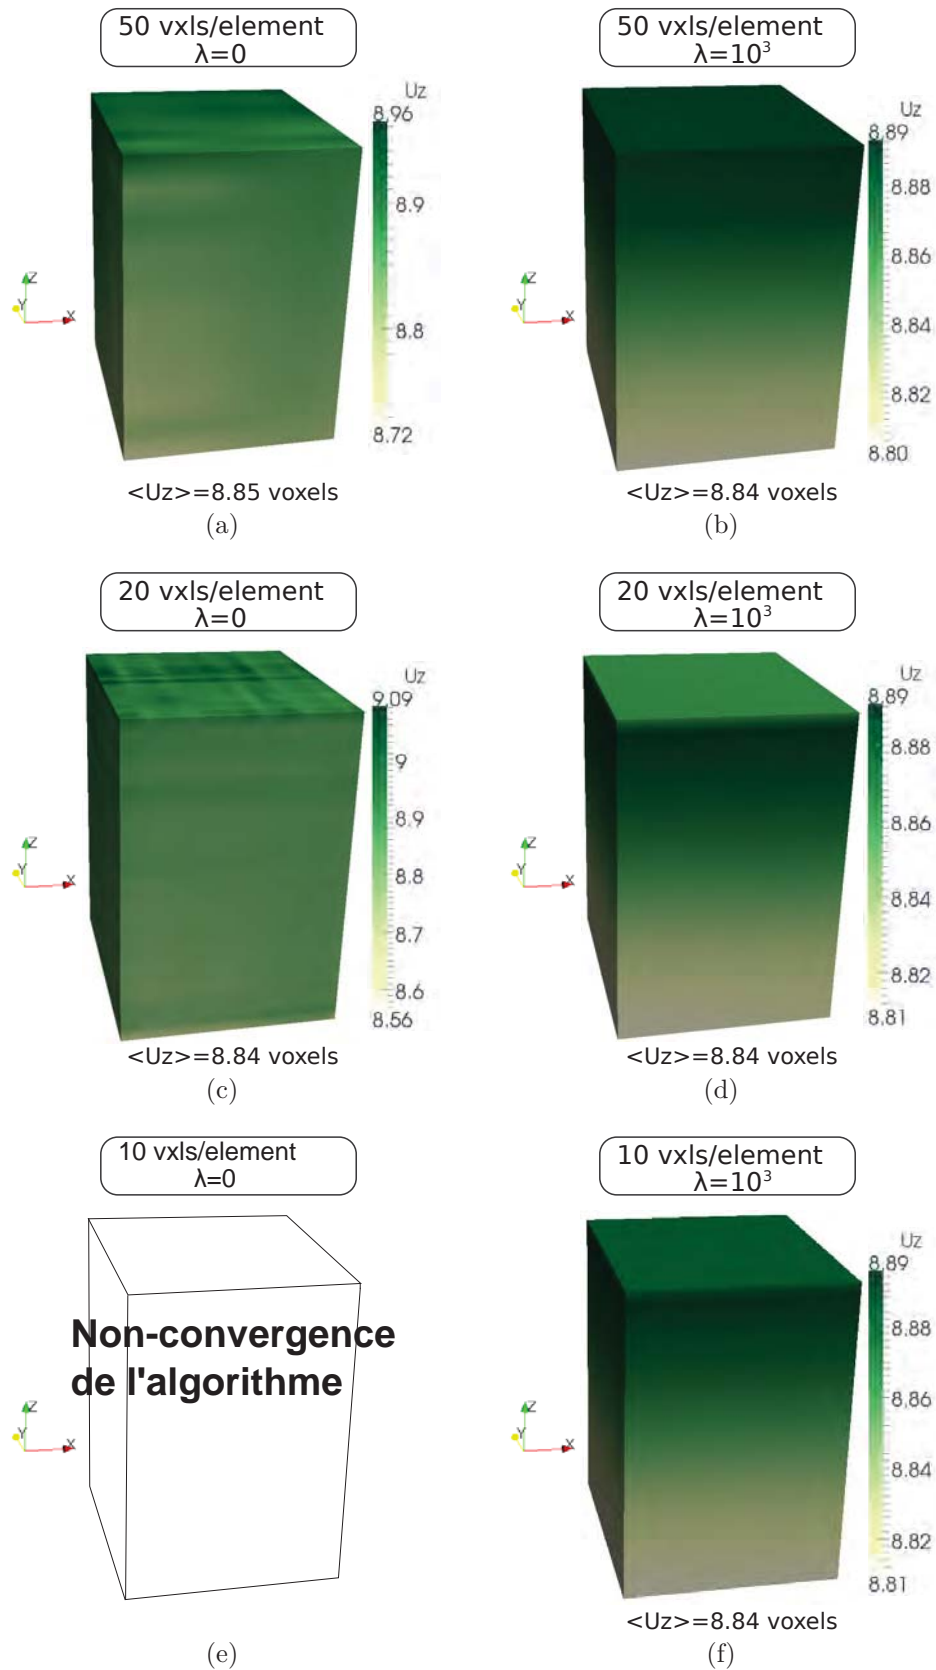 50 vxls/element
λ=0
Uz
8.96
8.9
8.8
8.72
Z
Y
X
<Uz>=8.85 voxels
(a)
50 vxls/element
λ=10³
Uz
8.89
8.88
8.86
8.84
8.82
8.80
Z
Y
X
<Uz>=8.84 voxels
(b)
20 vxls/element
λ=0
Uz
9.09
9
8.9
8.8
8.7
8.6
8.56
Z
Y
X
<Uz>=8.84 voxels
(c)
20 vxls/element
λ=10³
Uz
8.89
8.88
8.86
8.84
8.82
8.81
Z
Y
X
<Uz>=8.84 voxels
(d)
10 vxls/element
λ=0
Non-convergence
de l'algorithme
Z
Y
X
(e)
10 vxls/element
λ=10³
Uz
8.89
8.88
8.86
8.84
8.82
8.81
Z
Y
X
<Uz>=8.84 voxels
(f)